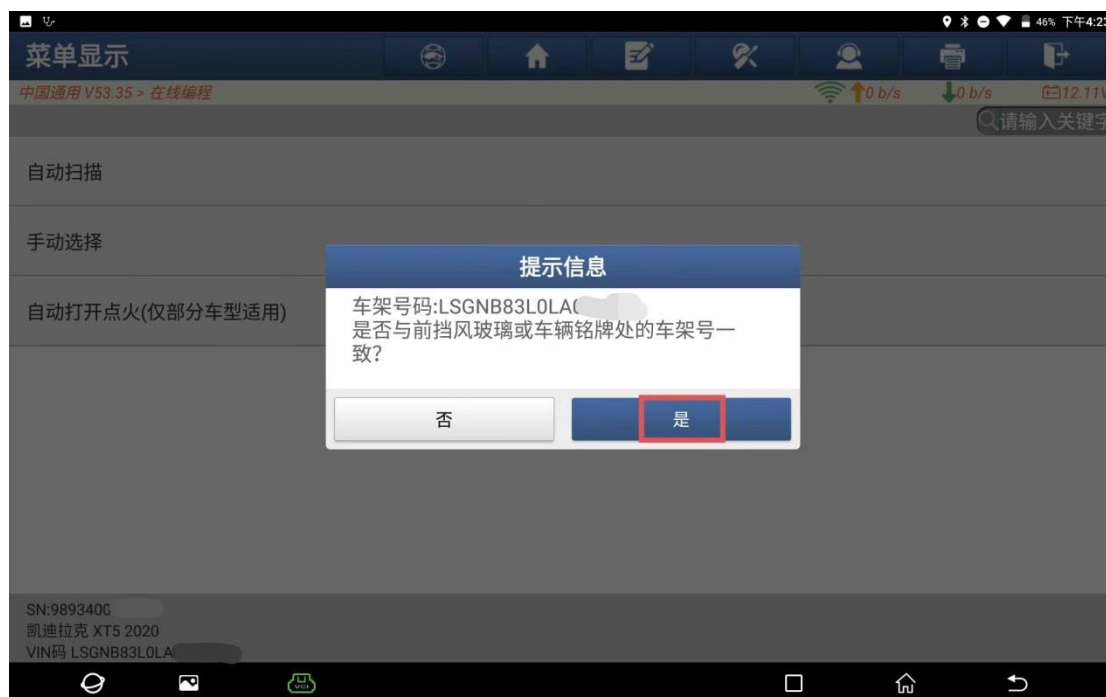 46% 下午4:23
菜单显示
中国通用 V53.35 > 在线编程
0 b/s
0 b/s
12.11V
请输入关键字
自动扫描
手动选择
自动打开点火(仅部分车型适用)
提示信息
车架号码:LSGNB83L0LA
是否与前挡风玻璃或车辆铭牌处的车架号一
致?
否
是
SN:9893400
凯迪拉克 XT5 2020
VIN码 LSGNB83L0LA
VCI